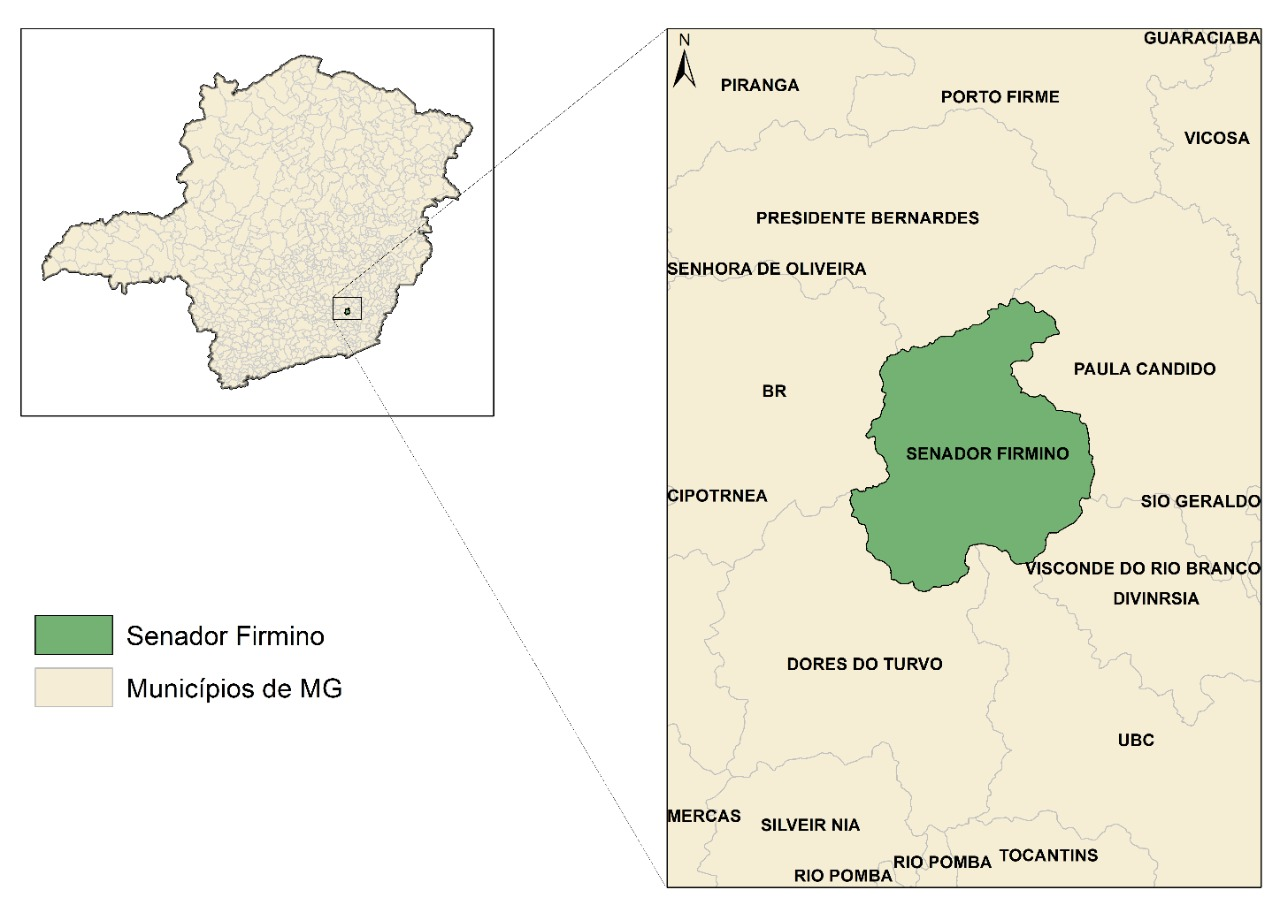 N
GUARACIABA
PIRANGA
PORTO FIRME
VICOSA
PRESIDENTE BERNARDES
SENHORA DE OLIVEIRA
PAULA CANDIDO
BR
SENADOR FIRMINO
CIPOTRNEA
SIO GERALDO
VISCONDE DO RIO BRANCO
DIVINRSIA
DORES DO TURVO
UBC
MERCAS
SILVEIR NIA
TOCANTINS
RIO POMBA
RIO POMBA
Senador Firmino
Municípios de MG